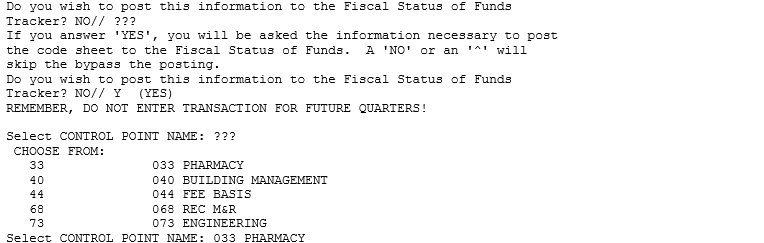 Do you wish to post this information to the Fiscal Status of Funds
Tracker? NO// ???
If you answer 'YES', you will be asked the information necessary to post
the code sheet to the Fiscal Status of Funds.  A 'NO' or an '^' will
skip the bypass the posting.
Do you wish to post this information to the Fiscal Status of Funds
Tracker? NO// Y  (YES)
REMEMBER, DO NOT ENTER TRANSACTION FOR FUTURE QUARTERS!

Select CONTROL POINT NAME: ???
 CHOOSE FROM:
   33              033 PHARMACY
   40              040 BUILDING MANAGEMENT
   44              044 FEE BASIS
   68              068 REC M&R
   73              073 ENGINEERING
Select CONTROL POINT NAME: 033 PHARMACY